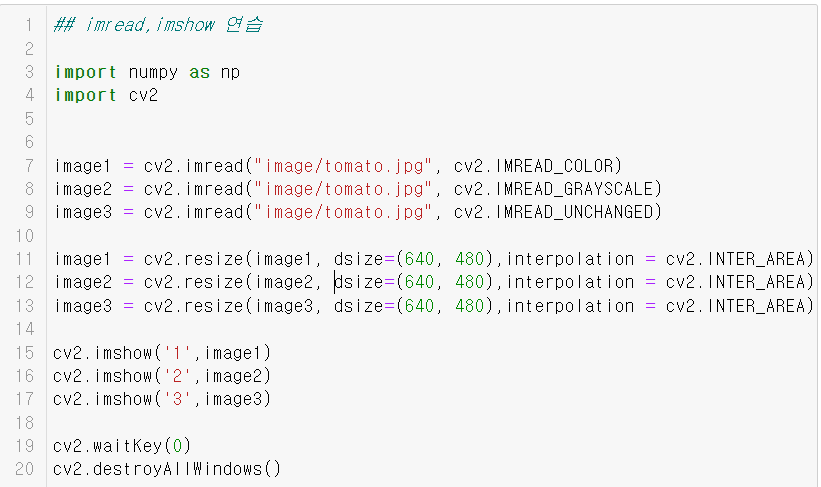 1 ## imread,imshow 연습
2
3 import numpy as np
4 import cv2
5
6
7 image1 = cv2.imread("image/tomato.jpg", cv2.IMREAD_COLOR)
8 image2 = cv2.imread("image/tomato.jpg", cv2.IMREAD_GRAYSCALE)
9 image3 = cv2.imread("image/tomato.jpg", cv2.IMREAD_UNCHANGED)
10
11 image1 = cv2.resize(image1, dsize=(640, 480),interpolation = cv2.INTER_AREA)
12 image2 = cv2.resize(image2, dsize=(640, 480),interpolation = cv2.INTER_AREA)
13 image3 = cv2.resize(image3, dsize=(640, 480),interpolation = cv2.INTER_AREA)
14
15 cv2.imshow('1',image1)
16 cv2.imshow('2',image2)
17 cv2.imshow('3',image3)
18
19 cv2.waitKey(0)
20 cv2.destroyAllWindows()